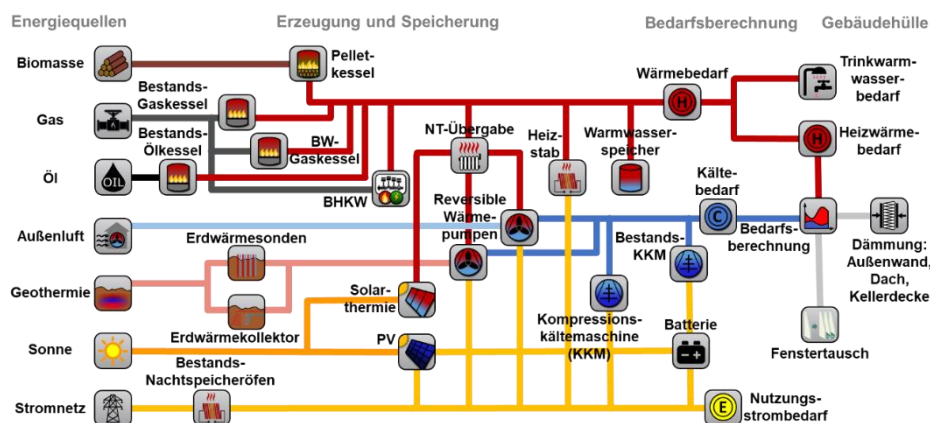 Energiequellen
Erzeugung und Speicherung
Bedarfsberechnung
Gebäudehülle
Biomasse
Pellet-
kessel
Wärmebedarf
Trinkwarm-
wasser-
bedarf
Bestands-
Gaskessel
Gas
NT-Übergabe
Heiz-
stab
Warmwasser-
speicher
Heizwärme-
bedarf
Bestands-
Ölkessel
BW-
Gaskessel
Öl
OIL
BHKW
Kälte-
bedarf
Reversible
Wärme-
pumpen
Außenluft
Erdwärmesonden
Bestands-
KKM
Bedarfs-
berechnung
Dämmung:
Außenwand,
Dach,
Kellerdecke
Geothermie
Solar-
thermie
Erdwärmekollektor
Kompressions-
kältemaschine
(KKM)
Batterie
Sonne
PV
Fenstertausch
Bestands-
Nachtspeicheröfen
Stromnetz
Nutzungs-
strombedarf
H
H
C
E